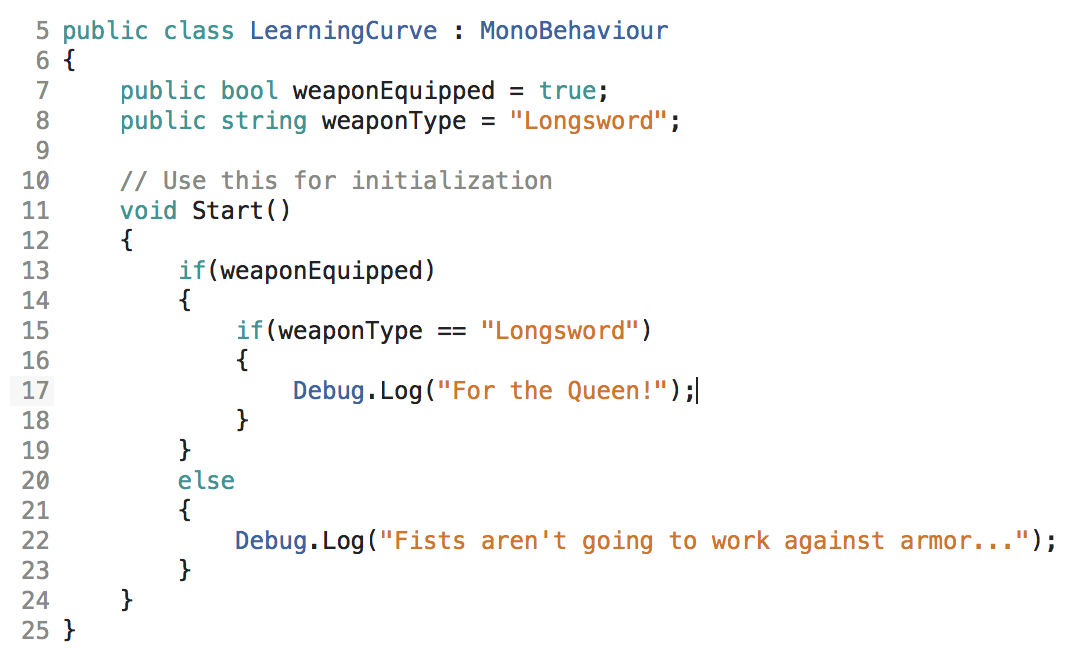 5 public class LearningCurve : MonoBehaviour
6 {
7     public bool weaponEquipped = true;
8     public string weaponType = "Longsword";
9
10     // Use this for initialization
11     void Start()
12     {
13         if(weaponEquipped)
14         {
15             if(weaponType == "Longsword")
16             {
17                 Debug.Log("For the Queen!");
18             }
19         }
20         else
21         {
22             Debug.Log("Fists aren't going to work against armor...");
23         }
24     }
25 }